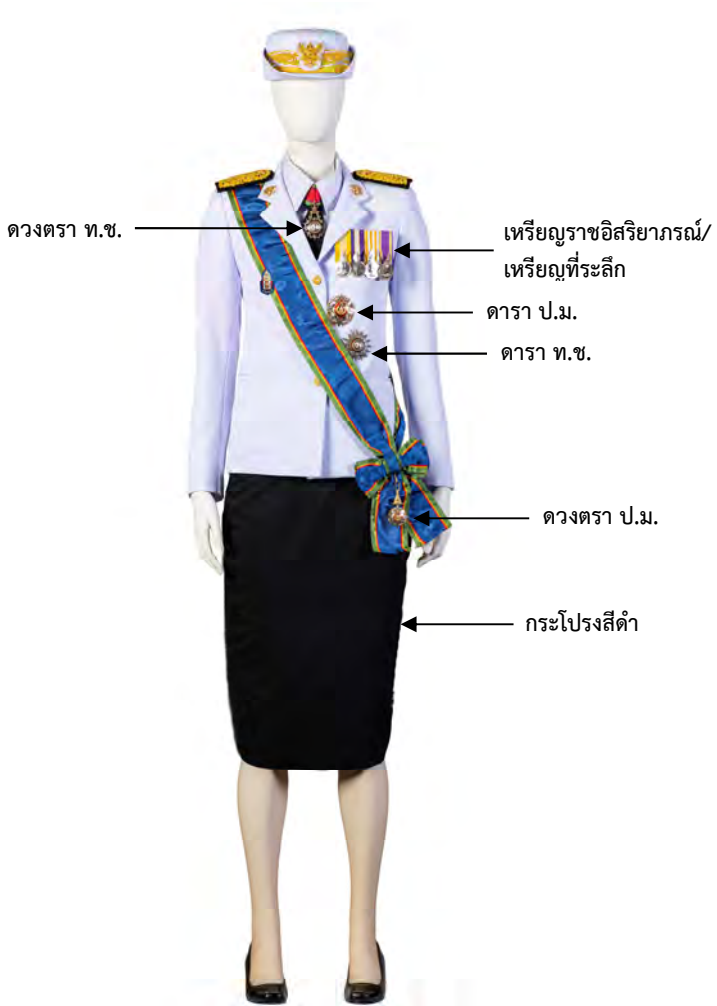 ดวงตรา ท.ช.
เหรียญราชอิสริยาภรณ์/
เหรียญที่ระลึก
ดารา ป.ม.
ดารา ท.ช.
ดวงตรา ป.ม.
กระโปรงสีดำ